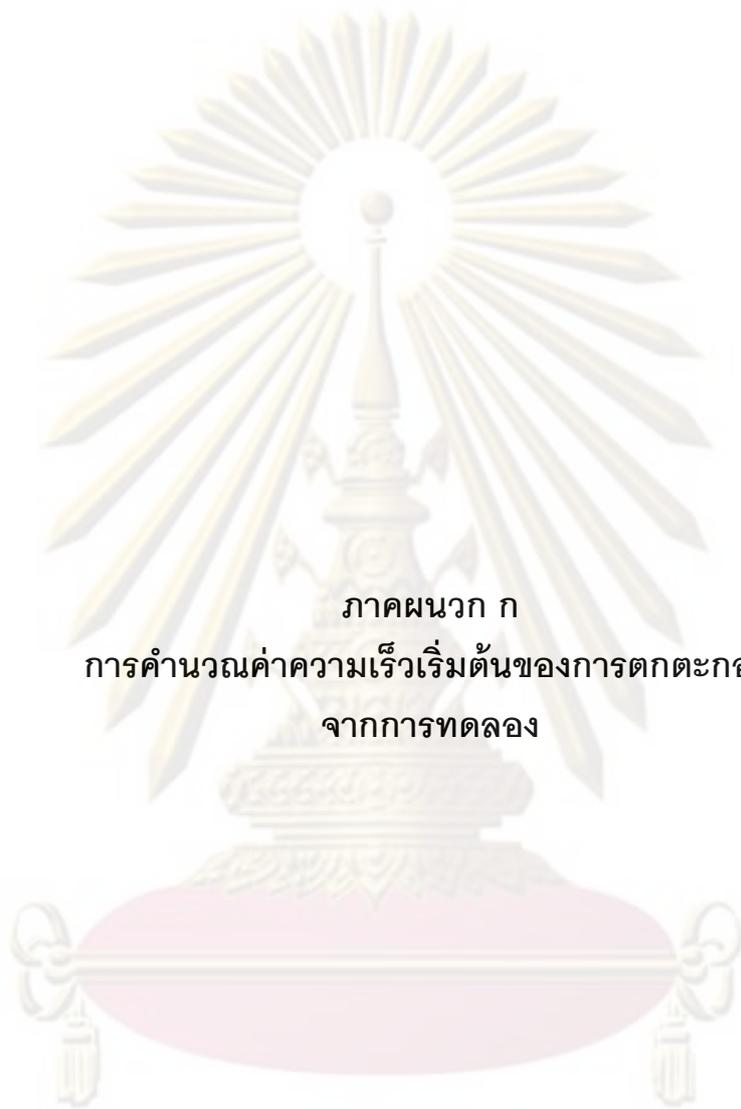 ภาคผนวก ก
การคำนวณค่าความเร็วเริ่มต้นของการตกตะกอ
จากการทดลอง